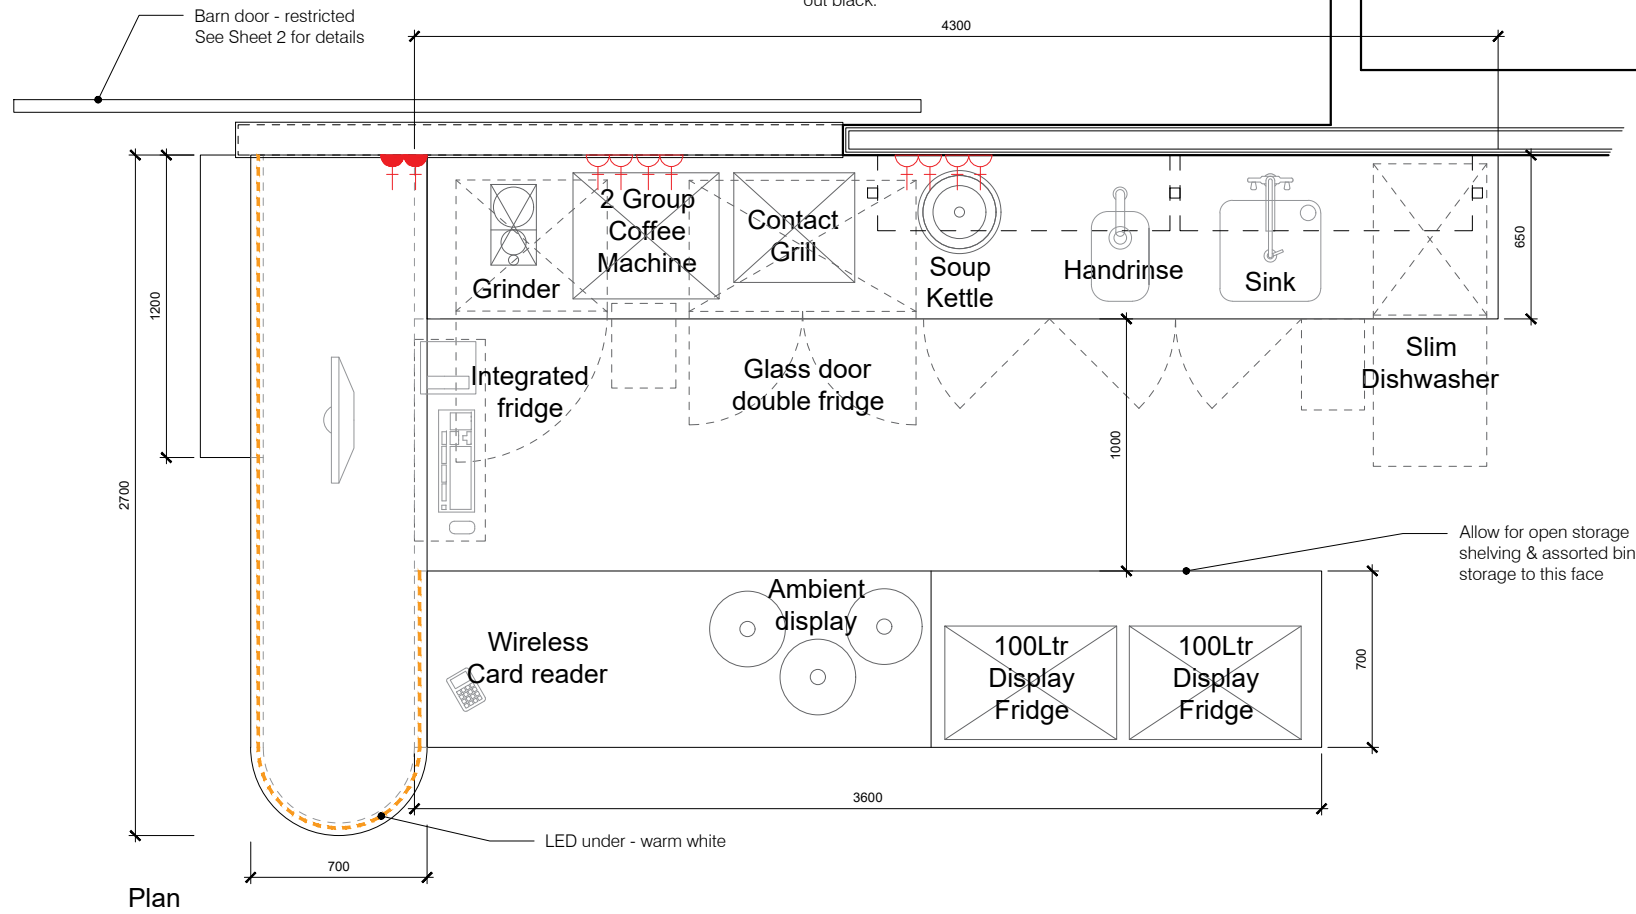 out black.
Barn door - restricted
See Sheet 2 for details
4300
2 Group
Coffee
Machine
Contact
Grill
Grinder
Soup
Kettle
Handrinse
Sink
650
1200
Slim
Dishwasher
Integrated
fridge
Glass door
double fridge
1000
2700
Allow for open storage
shelving & assorted bin
storage to this face
Ambient
display
Wireless
Card reader
100Ltr
Display
Fridge
100Ltr
Display
Fridge
700
3600
LED under - warm white
700
Plan